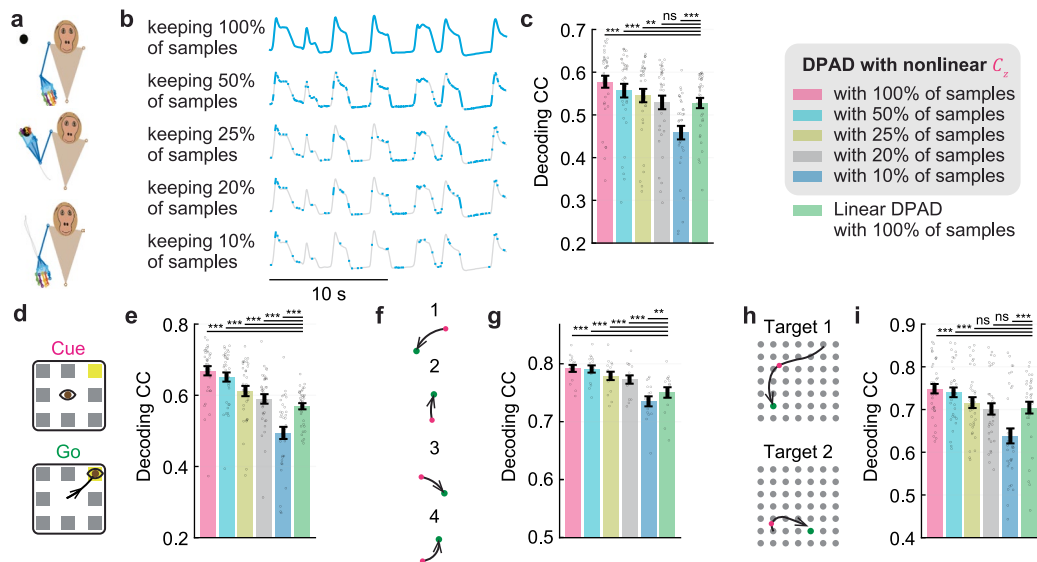 a
b
keeping 100%
of samples
keeping 50%
of samples
keeping 25%
of samples
keeping 20%
of samples
keeping 10%
of samples
10 s
c
*** *** ** ns ***
Decoding CC
0.7
0.6
0.5
0.4
0.3
0.2
DPAD with nonlinear C_z
with 100% of samples
with 50% of samples
with 25% of samples
with 20% of samples
with 10% of samples
Linear DPAD
with 100% of samples
d
Cue
Go
e
*** *** *** *** ***
Decoding CC
0.8
0.6
0.4
0.2
f
1
2
3
4
g
*** *** *** *** **
Decoding CC
0.8
0.7
0.6
0.5
h
Target 1
Target 2
i
*** *** ns ns ***
Decoding CC
0.9
0.8
0.7
0.6
0.5
0.4